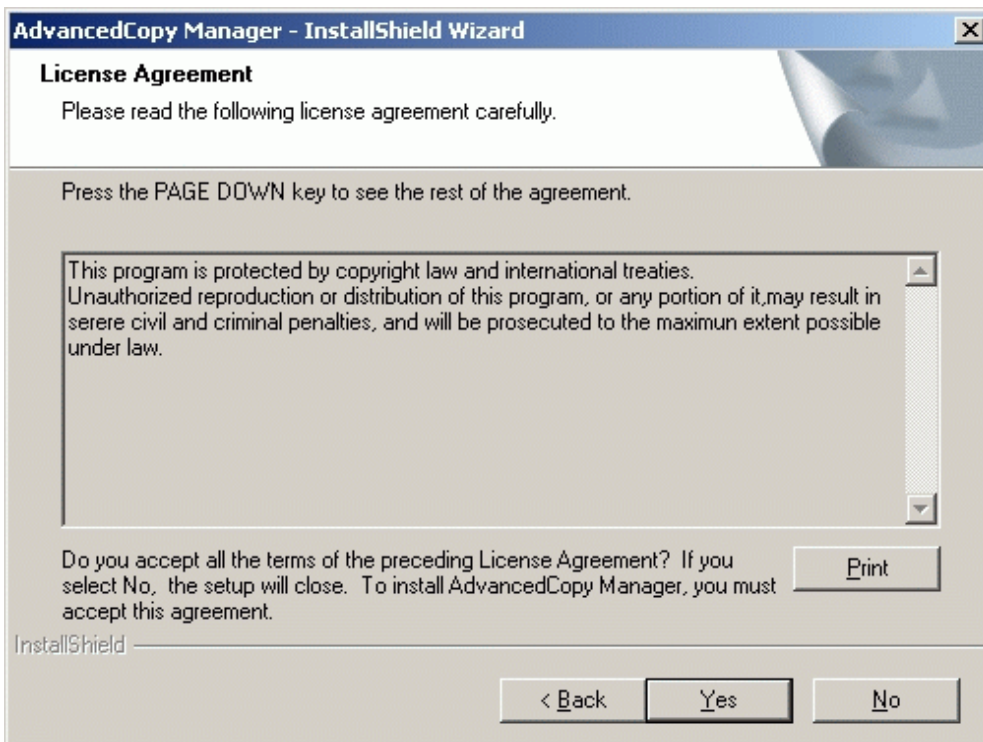 AdvancedCopy Manager - InstallShield Wizard
License Agreement
Please read the following license agreement carefully.
Press the PAGE DOWN key to see the rest of the agreement.
This program is protected by copyright law and international treaties.
Unauthorized reproduction or distribution of this program, or any portion of it,may result in
serere civil and criminal penalties, and will be prosecuted to the maximun extent possible
under law.
Do you accept all the terms of the preceding License Agreement?  If you
select No,  the setup will close.  To install AdvancedCopy Manager, you must
accept this agreement.
Print
InstallShield
< Back
Yes
No